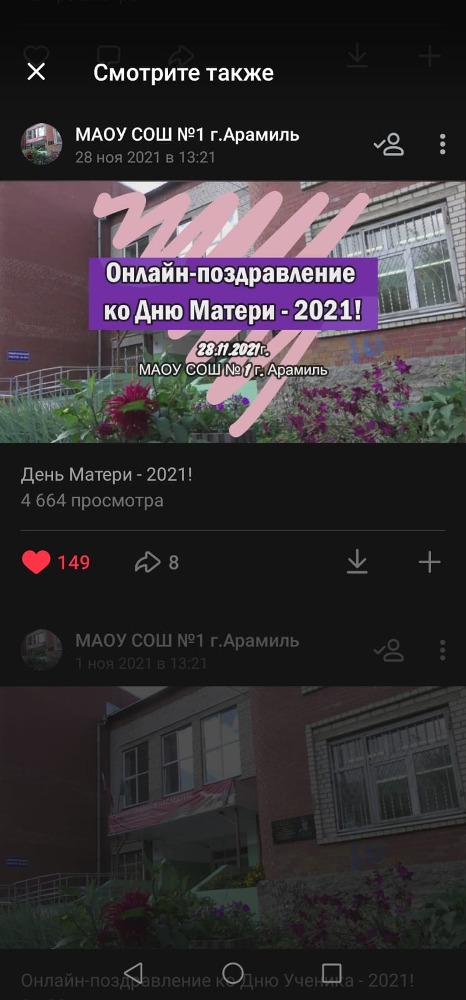 Смотрите также
МАОУ СОШ №1 г.Арамиль
28 ноя 2021 в 13:21
Онлайн-поздравление
ко Дню Матери - 2021!
28.11.2021г.
МАОУ СОШ № 1 г. Арамиль
День Матери - 2021!
4 664 просмотра
149
8
МАОУ СОШ №1 г.Арамиль
1 ноя 2021 в 13:21
Онлайн-поздравление ко Дню Ученика - 2021!